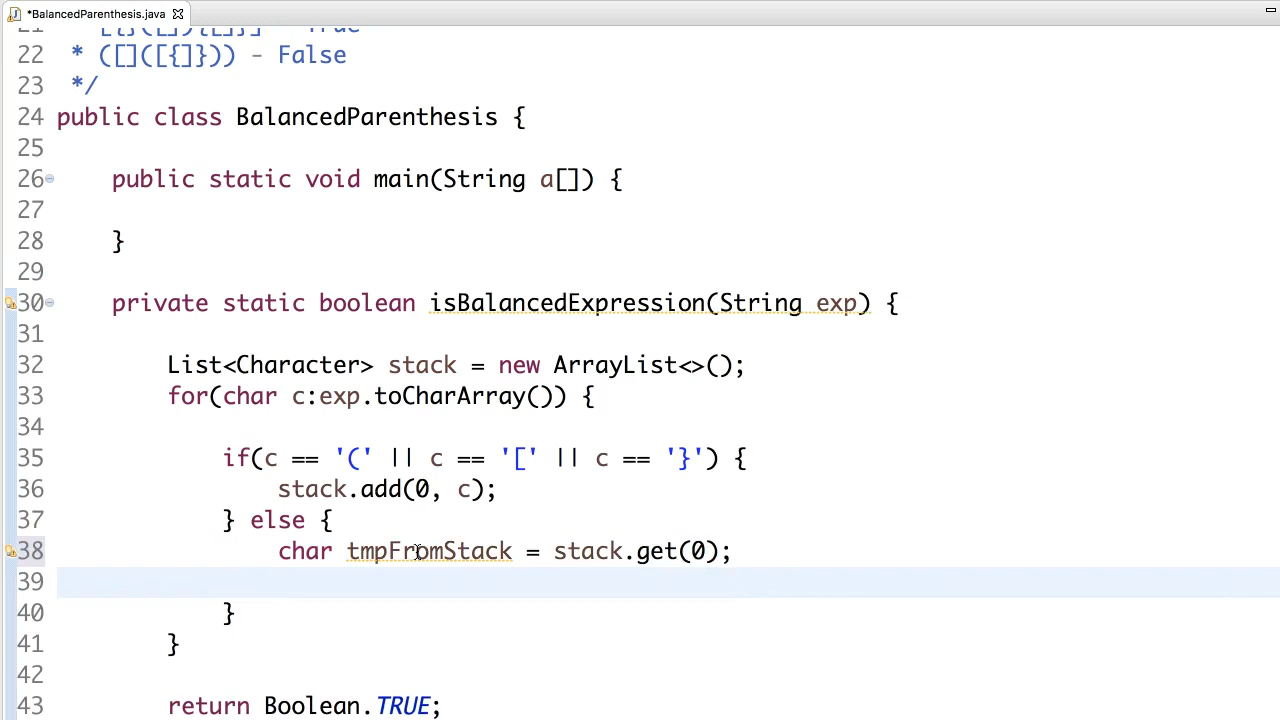 *BalancedParenthesis.java
22 * ([]([{]})) - False
23 */
24 public class BalancedParenthesis {
25
26 public static void main(String a[]) {
27
28 }
29
30 private static boolean isBalancedExpression(String exp) {
31
32 List<Character> stack = new ArrayList<>();
33 for(char c:exp.toCharArray()) {
34
35 if(c == '(' || c == '[' || c == '}') {
36 stack.add(0, c);
37 } else {
38 char tmpFromStack = stack.get(0);
39
40 }
41 }
42
43 return Boolean.TRUE;